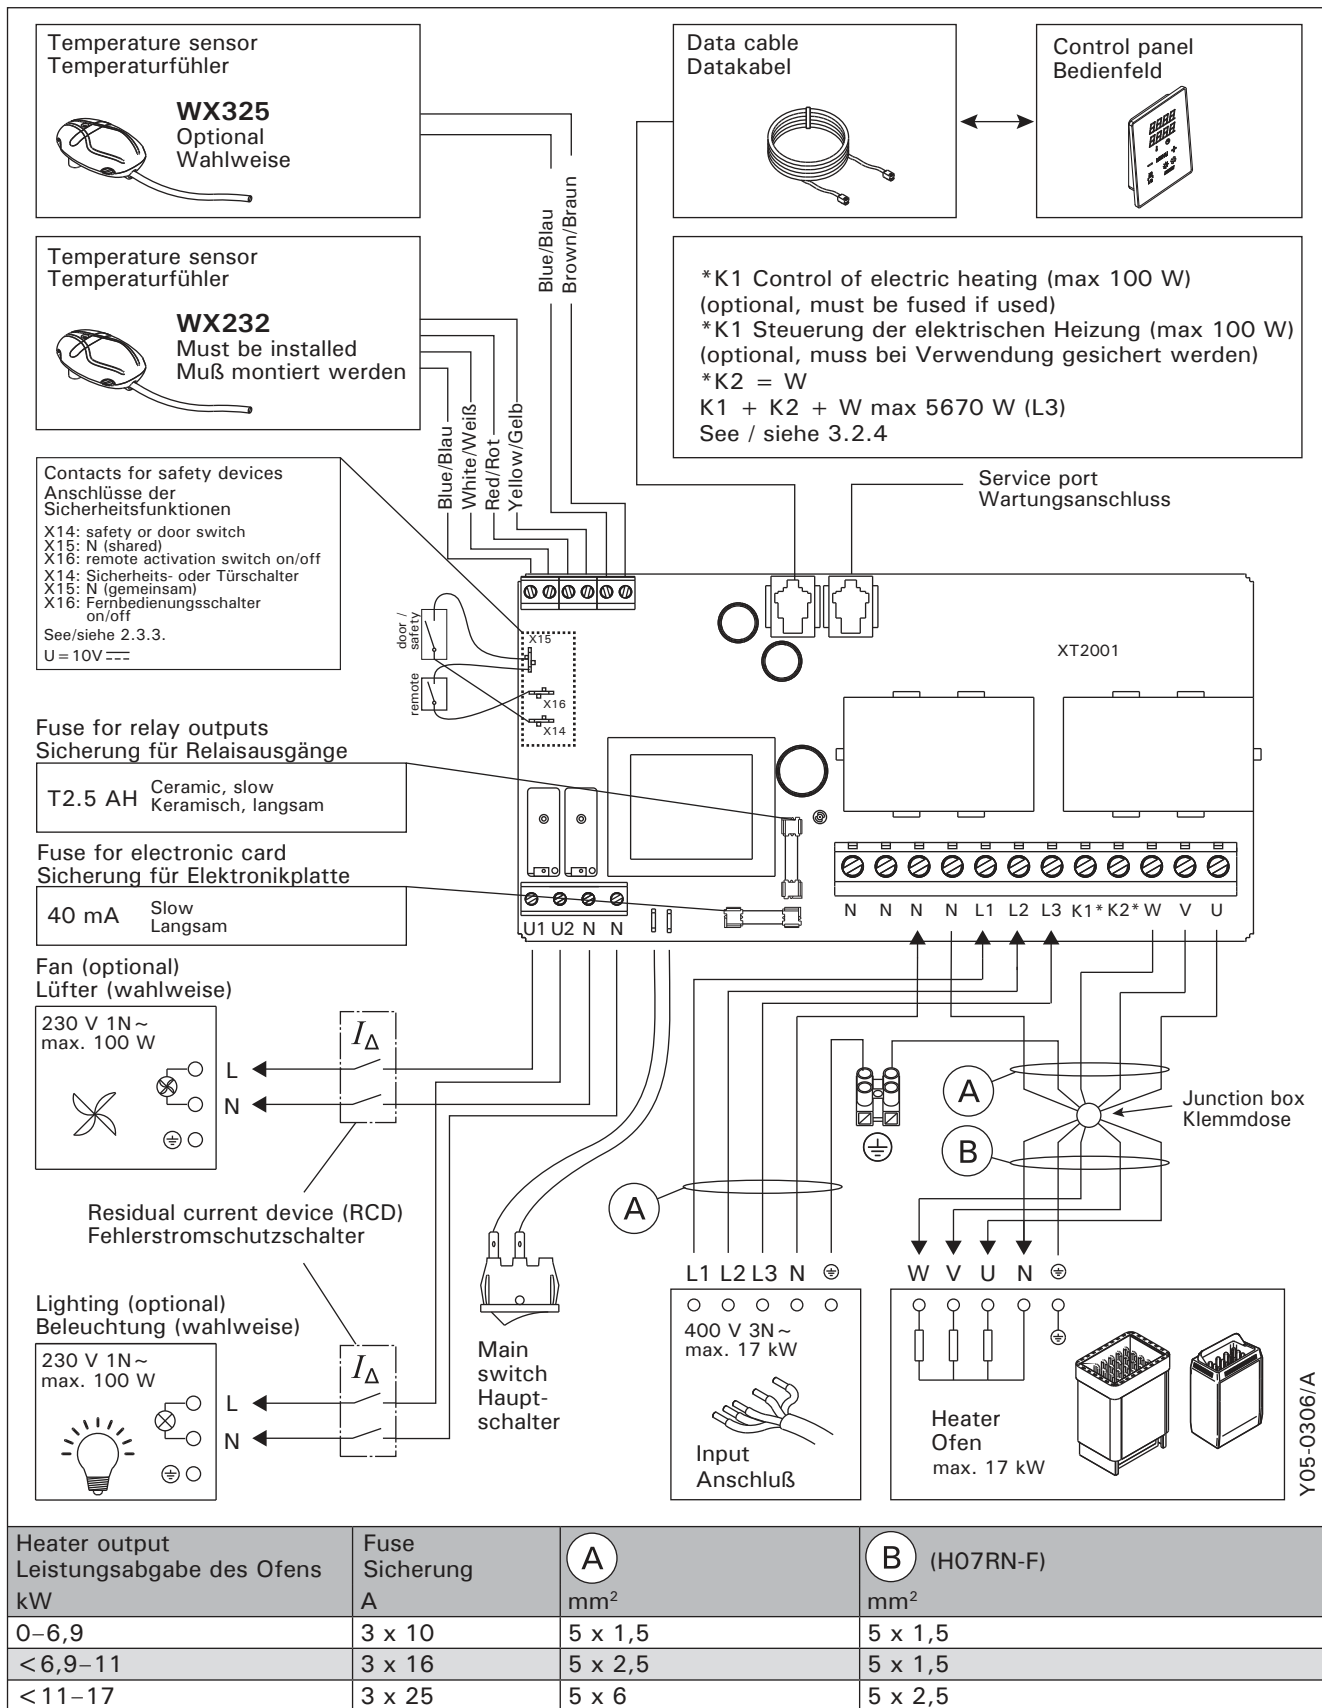 Temperature sensor
Temperaturfühler
WX325
Optional
Wahlweise
Data cable
Datakabel
Control panel
Bedienfeld
Blue/Blau
Brown/Braun
Temperature sensor
Temperaturfühler
WX232
Must be installed
Muß montiert werden
Blue/Blau
White/Weiß
Red/Rot
Yellow/Gelb
*K1 Control of electric heating (max 100 W)
(optional, must be fused if used)
*K1 Steuerung der elektrischen Heizung (max 100 W)
(optional, muss bei Verwendung gesichert werden)
*K2 = W
K1 + K2 + W max 5670 W (L3)
See / siehe 3.2.4
Service port
Wartungsanschluss
Contacts for safety devices
Anschlüsse der
Sicherheitsfunktionen
X14: safety or door switch
X15: N (shared)
X16: remote activation switch on/off
X14: Sicherheits- oder Türschalter
X15: N (gemeinsam)
X16: Fernbedienungsschalter
on/off
See/siehe 2.3.3.
U=10V
door /
safety
remote
X15
X16
X14
XT2001
Fuse for relay outputs
Sicherung für Relaisausgänge
T2.5 AH Ceramic, slow
Keramisch, langsam
Fuse for electronic card
Sicherung für Elektronikplatte
40 mA Slow
Langsam
U1 U2 N N
N N N N L1 L2 L3 K1* K2* W V U
Fan (optional)
Lüfter (wahlweise)
230 V 1N~
max. 100 W
L
N
IΔ
Residual current device (RCD)
Fehlerstromschutzschalter
Lighting (optional)
Beleuchtung (wahlweise)
230 V 1N~
max. 100 W
L
N
IΔ
Main
switch
Haupt-
schalter
A
L1 L2 L3 N
400 V 3N~
max. 17 kW
Input
Anschluß
A
B
Junction box
Klemmdose
W V U N
Heater
Ofen
max. 17 kW
Y05-0306/A
Heater output
Leistungsabgabe des Ofens
kW
Fuse
Sicherung
A
A
mm²
B (H07RN-F)
mm²
0–6,9 3 x 10 5 x 1,5 5 x 1,5
<6,9–11 3 x 16 5 x 2,5 5 x 1,5
<11–17 3 x 25 5 x 6 5 x 2,5